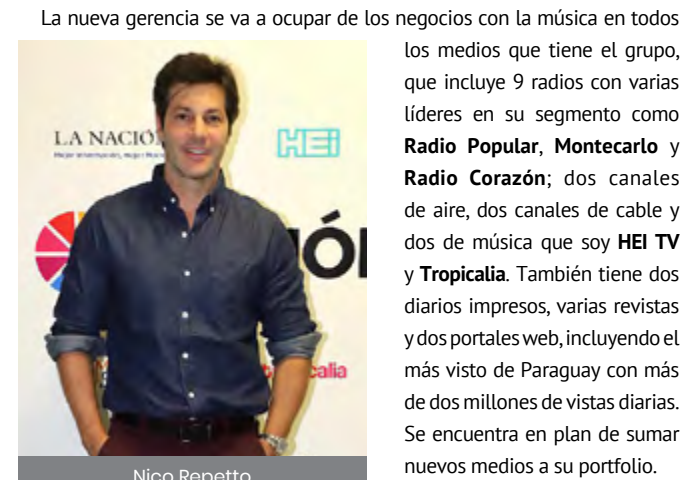 La nueva gerencia se va a ocupar de los negocios con la música en todos
los medios que tiene el grupo,
que incluye 9 radios con varias
líderes en su segmento como
Radio Popular, Montecarlo y
Radio Corazón; dos canales
de aire, dos canales de cable y
dos de música que soy HEI TV
y Tropicalia. También tiene dos
diarios impresos, varias revistas
y dos portales web, incluyendo el
más visto de Paraguay con más
de dos millones de vistas diarias.
Se encuentra en plan de sumar
nuevos medios a su portfolio.
LA NACIÓ
HEi
IÓ
calia
Nico Repetto